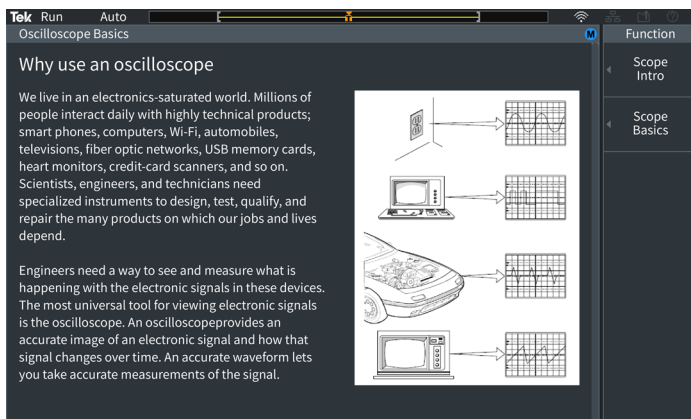 Tek Run Auto
T
Oscilloscope Basics
M
Function
Why use an oscilloscope
We live in an electronics-saturated world. Millions of
people interact daily with highly technical products;
smart phones, computers, Wi-Fi, automobiles,
televisions, fiber optic networks, USB memory cards,
heart monitors, credit-card scanners, and so on.
Scientists, engineers, and technicians need
specialized instruments to design, test, qualify, and
repair the many products on which our jobs and lives
depend.
Engineers need a way to see and measure what is
happening with the electronic signals in these devices.
The most universal tool for viewing electronic signals
is the oscilloscope. An oscilloscopeprovides an
accurate image of an electronic signal and how that
signal changes over time. An accurate waveform lets
you take accurate measurements of the signal.
Scope
Intro
Scope
Basics